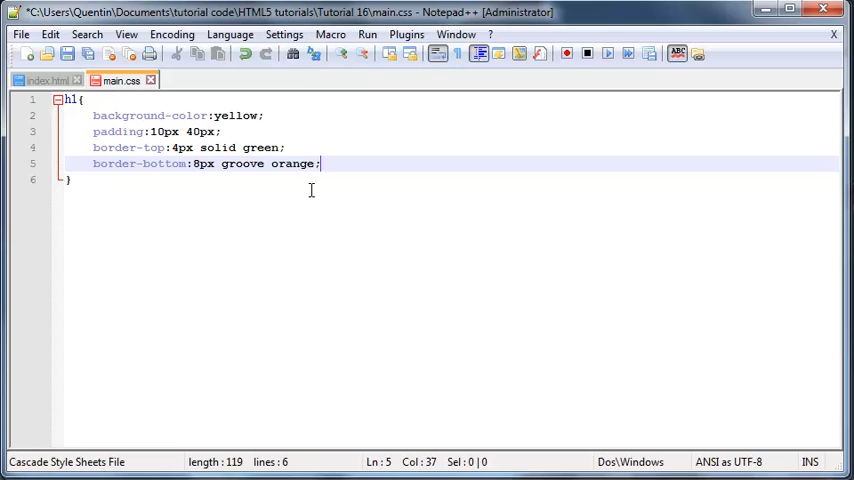 *C:\Users\Quentin\Documents\tutorial code\HTML5 tutorials\Tutorial 16\main.css - Notepad++ [Administrator]
File Edit Search View Encoding Language Settings Macro Run Plugins Window ? X
index.html main.css
1 h1{
2 background-color:yellow;
3 padding:10px 40px;
4 border-top:4px solid green;
5 border-bottom:8px groove orange;
6 }
Cascade Style Sheets File length : 119 lines : 6 Ln : 5 Col : 37 Sel : 0 | 0 Dos\Windows ANSI as UTF-8 INS